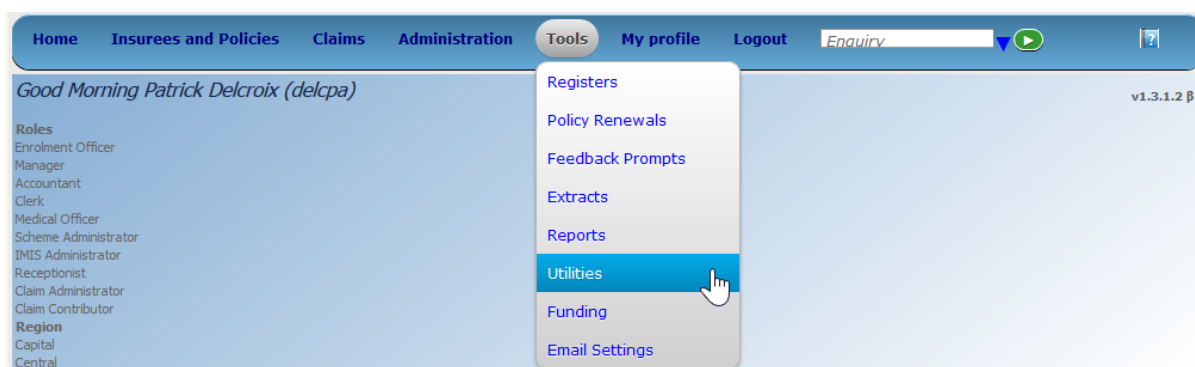 Home Insurees and Policies Claims Administration Tools My profile Logout Enquiry ?
Good Morning Patrick Delcroix (delcpa)
v1.3.1.2 β
Roles
Enrolment Officer
Manager
Accountant
Clerk
Medical Officer
Scheme Administrator
IMIS Administrator
Receptionist
Claim Administrator
Claim Contributor
Region
Capital
Central
Registers
Policy Renewals
Feedback Prompts
Extracts
Reports
Utilities
Funding
Email Settings